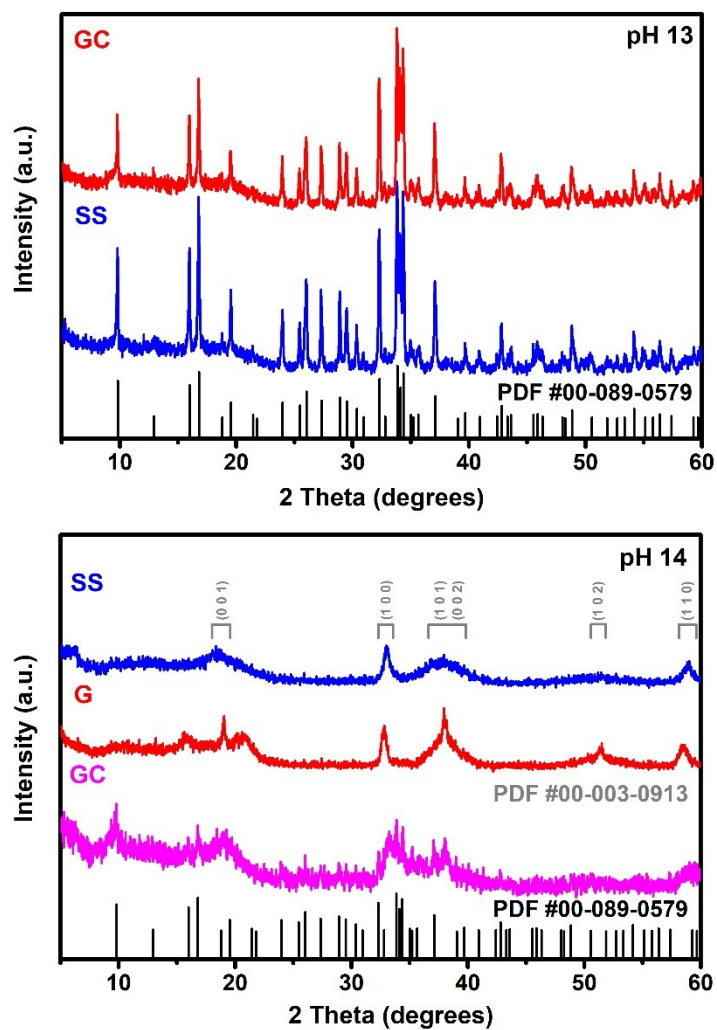 GC
pH 13
SS
PDF #00-089-0579
Intensity (a.u.)
10 20 30 40 50 60
2 Theta (degrees)
pH 14
SS
(0 0 1)
(1 0 0)
(1 0 1)
(0 0 2)
(1 0 2)
(1 1 0)
G
PDF #00-003-0913
GC
PDF #00-089-0579
Intensity (a.u.)
10 20 30 40 50 60
2 Theta (degrees)